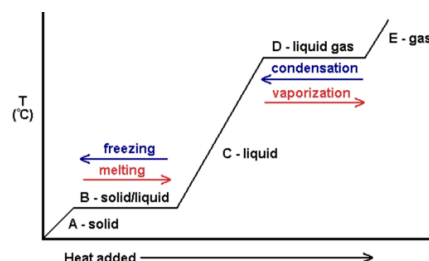 D - liquid gas
E - gas
condensation
vaporization
T
(°C)
freezing
melting
C - liquid
B - solid/liquid
A - solid
Heat added